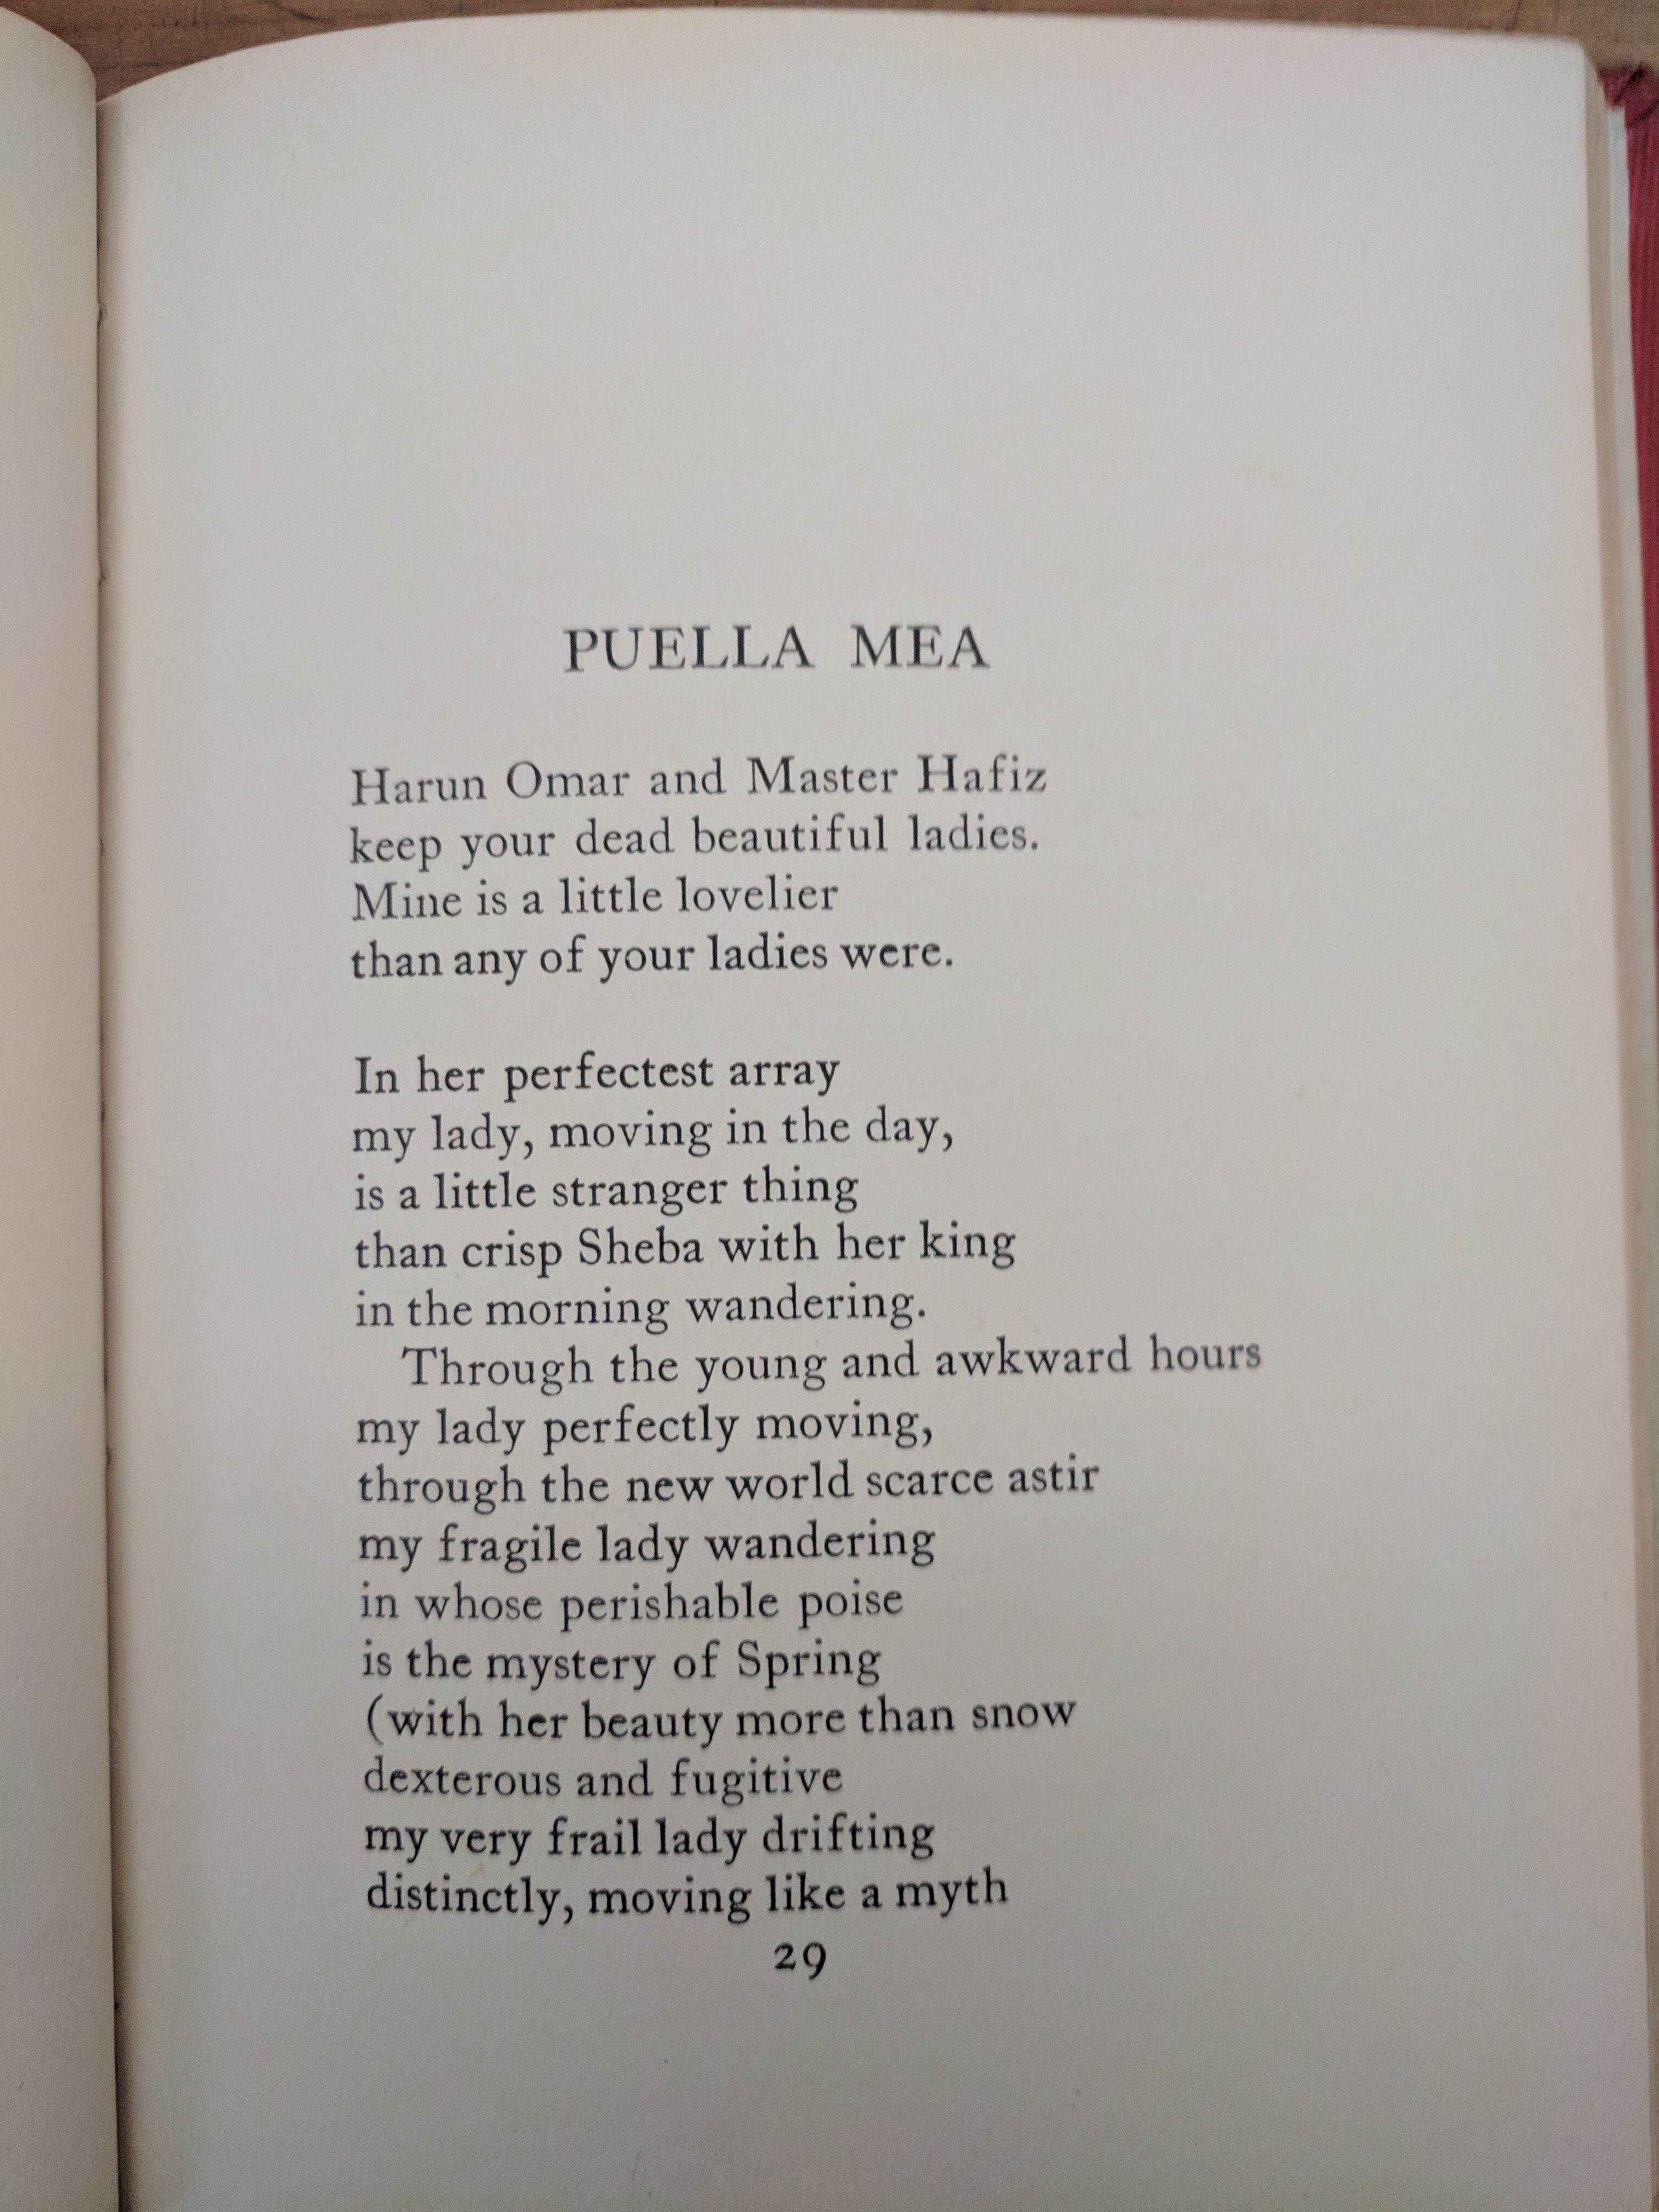 PUELLA MEA
Harun Omar and Master Hafiz
keep your dead beautiful ladies.
Mine is a little lovelier
than any of your ladies were.
In her perfectest array
my lady, moving in the day,
is a little stranger thing
than crisp Sheba with her king
in the morning wandering.
Through the young and awkward hours
my lady perfectly moving,
through the new world scarce astir
my fragile lady wandering
in whose perishable poise
is the mystery of Spring
(with her beauty more than snow
dexterous and fugitive
my very frail lady drifting
distinctly, moving like a myth
29